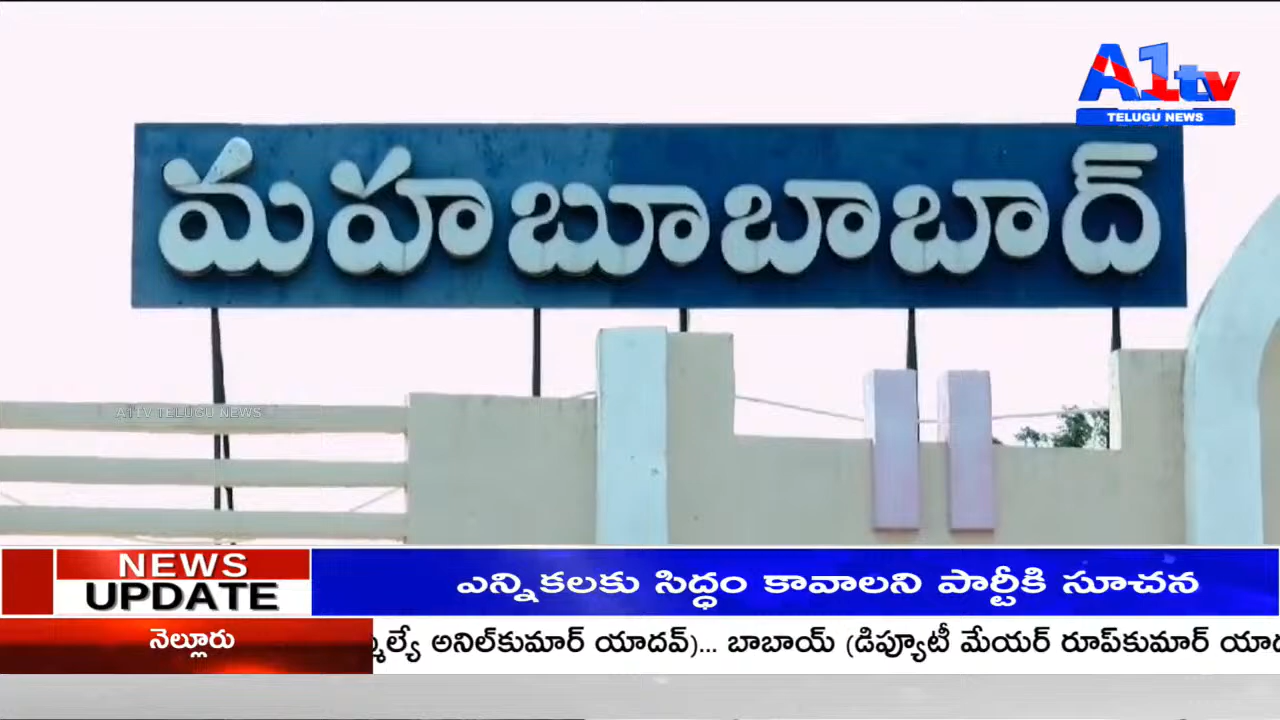 A1tv
TELUGU NEWS
మహబూబాబాద్
A1TV TELUGU NEWS
NEWS
UPDATE
ఎన్నికలకు సిద్ధం కావాలని పార్టీకి సూచన
నెల్లూరు
అనిల్‌కుమార్ యాదవ్)... బాబాయ్ (డిప్యూటీ మేయర్ రూప్‌కుమార్